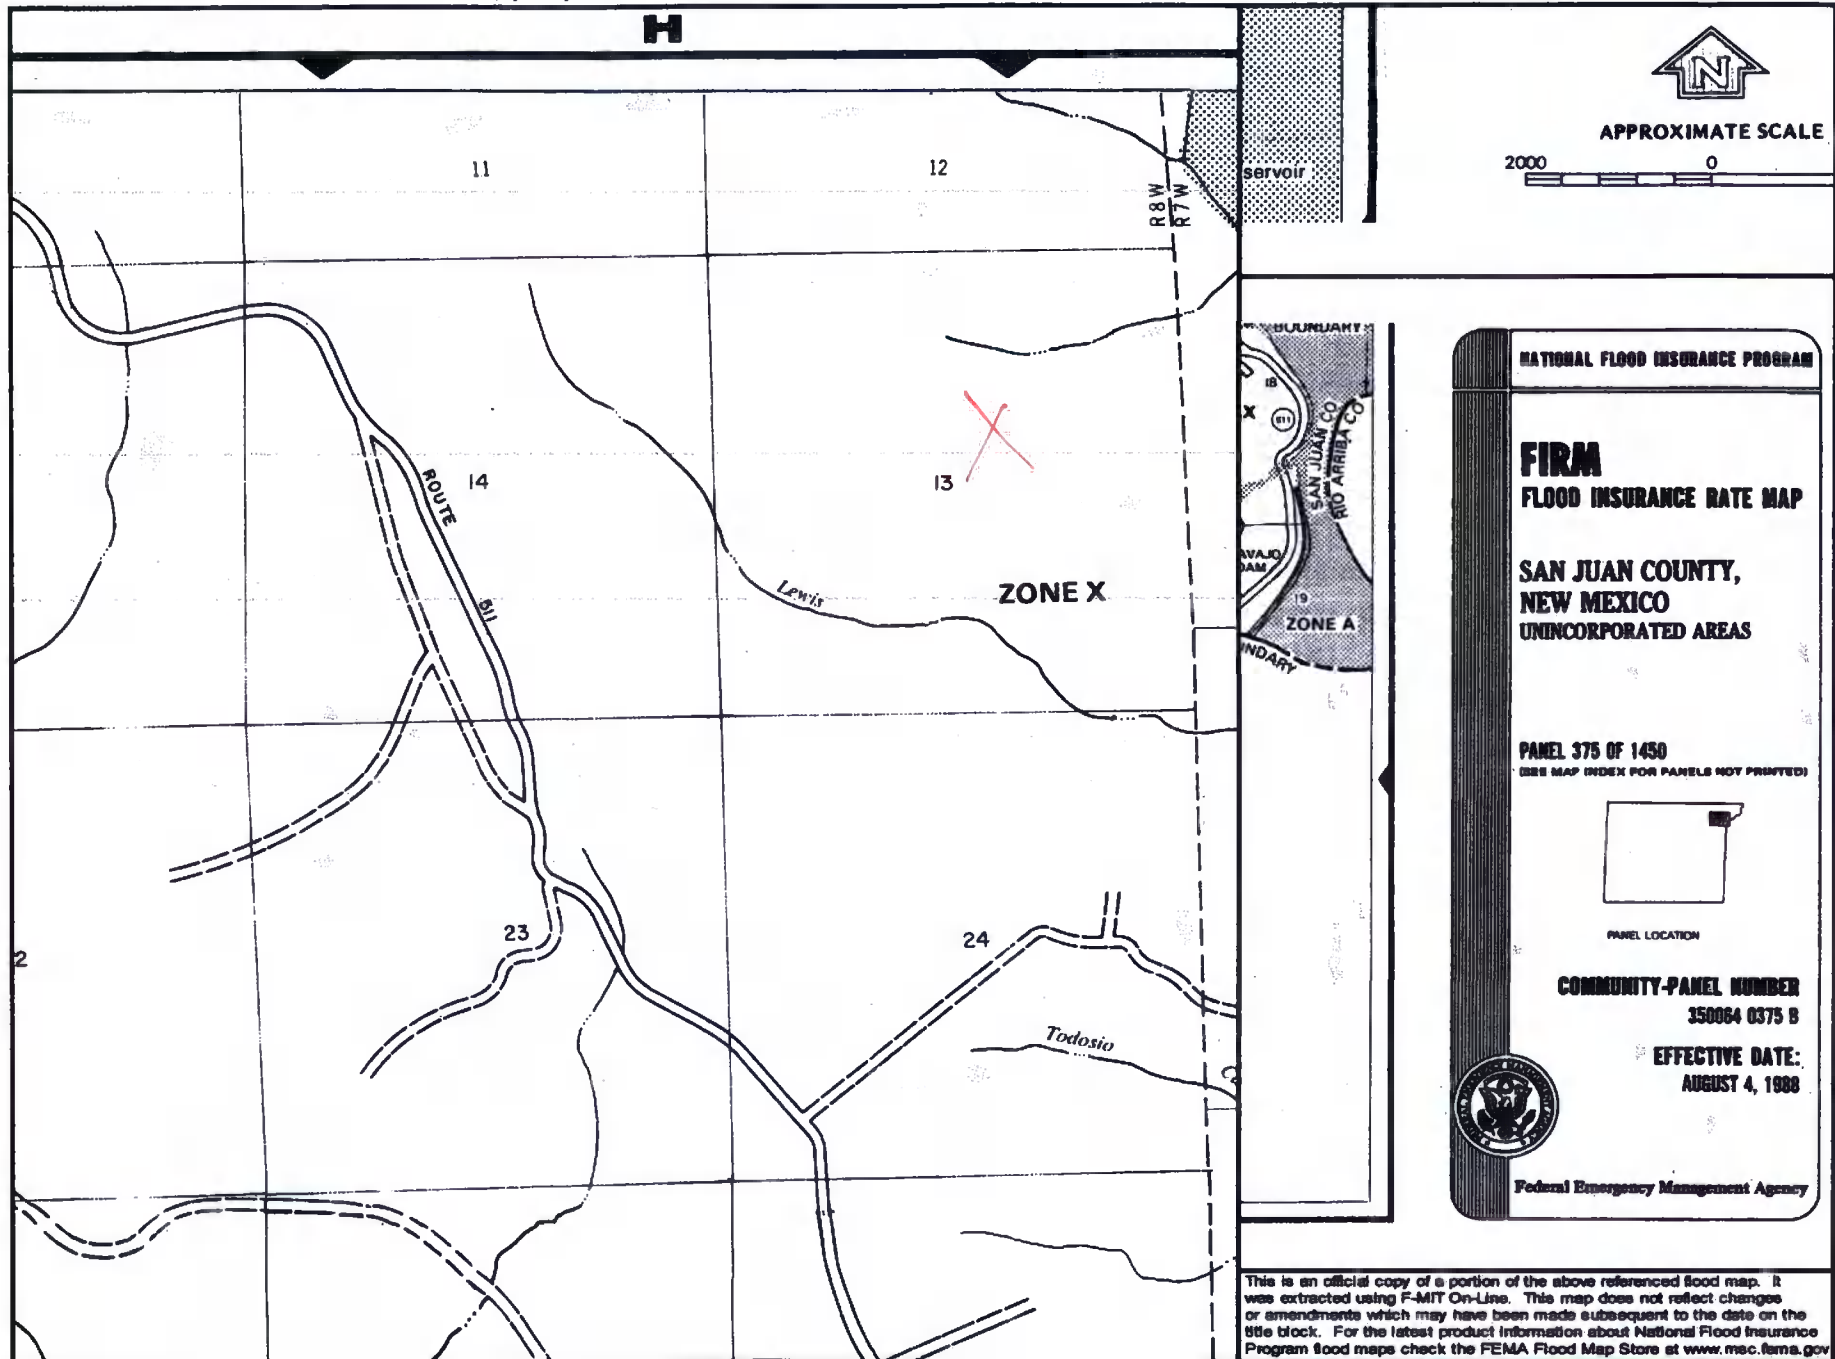 H
11
12
R8W
R7W
servoir
N
APPROXIMATE SCALE
2000 0
BOUNDARY
18
X
511
SAN JUAN CO
RIO ARRIBA CO
AVAJO
DAM
19
ZONE A
NDARY
ROUTE
511
14
13
ZONE X
Lewis
23
24
2
Todosio
NATIONAL FLOOD INSURANCE PROGRAM
FIRM
FLOOD INSURANCE RATE MAP
SAN JUAN COUNTY,
NEW MEXICO
UNINCORPORATED AREAS
PANEL 375 OF 1450
(SEE MAP INDEX FOR PANELS NOT PRINTED)
PANEL LOCATION
COMMUNITY-PANEL NUMBER
350064 0375 B
EFFECTIVE DATE:
AUGUST 4, 1988
Federal Emergency Management Agency
This is an official copy of a portion of the above referenced flood map. It
was extracted using F-MIT On-Line. This map does not reflect changes
or amendments which may have been made subsequent to the date on the
title block. For the latest product information about National Flood Insurance
Program flood maps check the FEMA Flood Map Store at www.msc.fema.gov